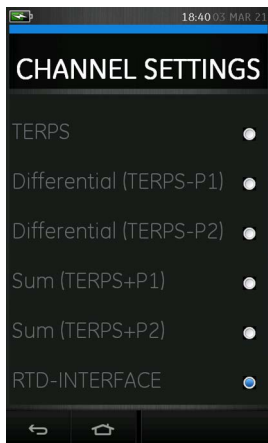 18:40 03 MAR 21
CHANNEL SETTINGS
TERPS
Differential (TERPS-P1)
Differential (TERPS-P2)
Sum (TERPS+P1)
Sum (TERPS+P2)
RTD-INTERFACE